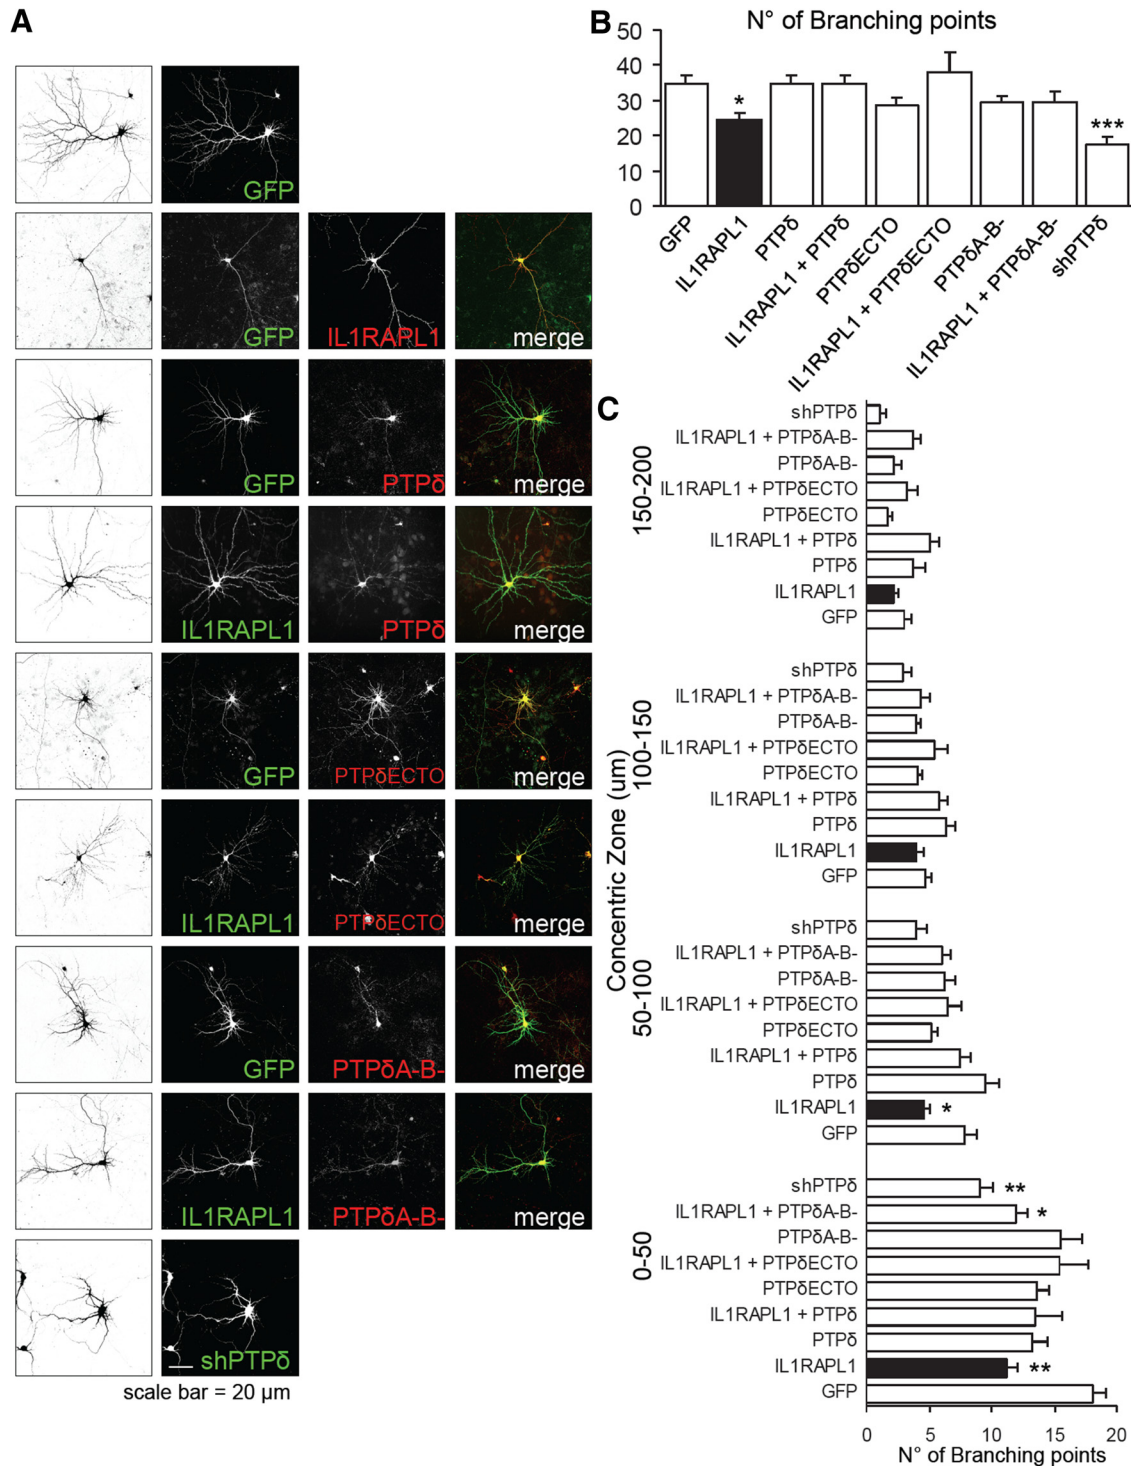 A
GFP
GFP IL1RAPL1 merge
GFP PTPδ merge
IL1RAPL1 PTPδ merge
GFP PTPδECTO merge
IL1RAPL1 PTPδECTO merge
GFP PTPδA-B- merge
IL1RAPL1 PTPδA-B- merge
shPTPδ
scale bar = 20 µm
B
N° of Branching points
50
40
30
20
10
0
*
***
GFP
IL1RAPL1
PTPδ
IL1RAPL1 + PTPδ
PTPδECTO
IL1RAPL1 + PTPδECTO
PTPδA-B-
IL1RAPL1 + PTPδA-B-
shPTPδ
C
Concentric Zone (um)
150-200
shPTPδ
IL1RAPL1 + PTPδA-B-
PTPδA-B-
IL1RAPL1 + PTPδECTO
PTPδECTO
IL1RAPL1 + PTPδ
PTPδ
IL1RAPL1
GFP
100-150
shPTPδ
IL1RAPL1 + PTPδA-B-
PTPδA-B-
IL1RAPL1 + PTPδECTO
PTPδECTO
IL1RAPL1 + PTPδ
PTPδ
IL1RAPL1
GFP
50-100
shPTPδ
IL1RAPL1 + PTPδA-B-
PTPδA-B-
IL1RAPL1 + PTPδECTO
PTPδECTO
IL1RAPL1 + PTPδ
PTPδ
IL1RAPL1 *
GFP
0-50
shPTPδ **
IL1RAPL1 + PTPδA-B- *
PTPδA-B-
IL1RAPL1 + PTPδECTO
PTPδECTO
IL1RAPL1 + PTPδ
PTPδ
IL1RAPL1 **
GFP
0 5 10 15 20
N° of Branching points